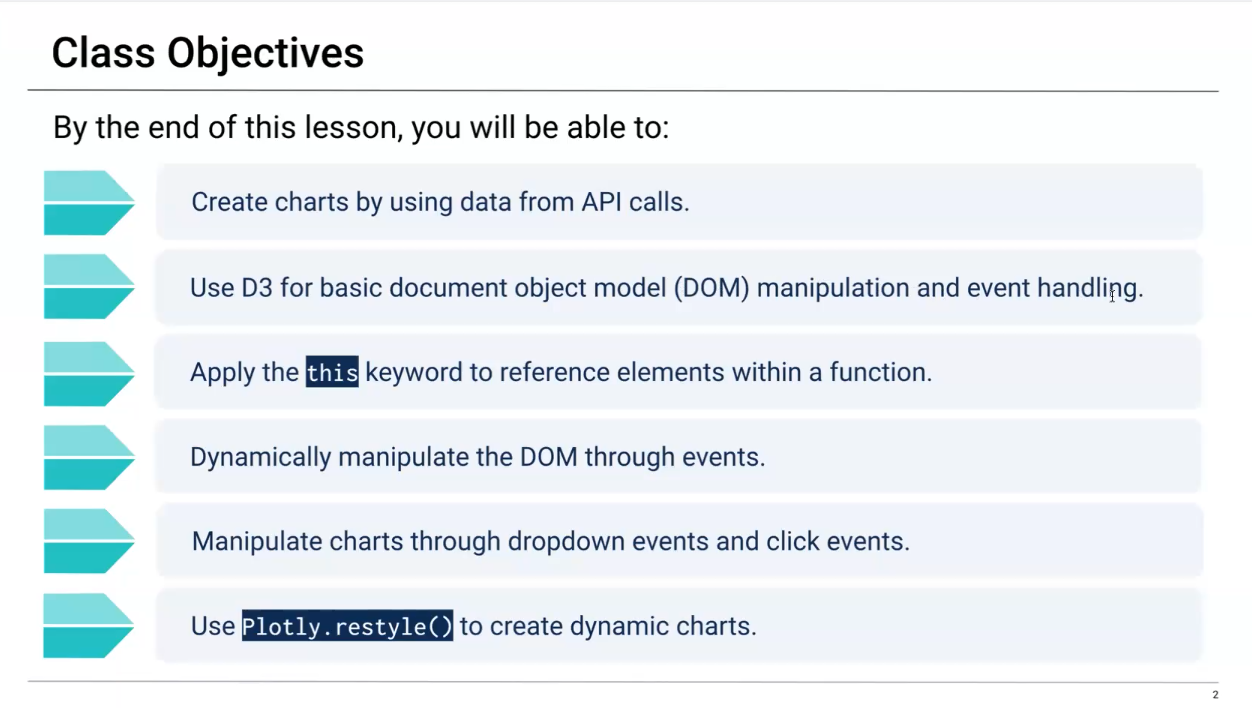 Class Objectives
By the end of this lesson, you will be able to:
Create charts by using data from API calls.
Use D3 for basic document object model (DOM) manipulation and event handling.
Apply the this keyword to reference elements within a function.
Dynamically manipulate the DOM through events.
Manipulate charts through dropdown events and click events.
Use Plotly.restyle() to create dynamic charts.
2